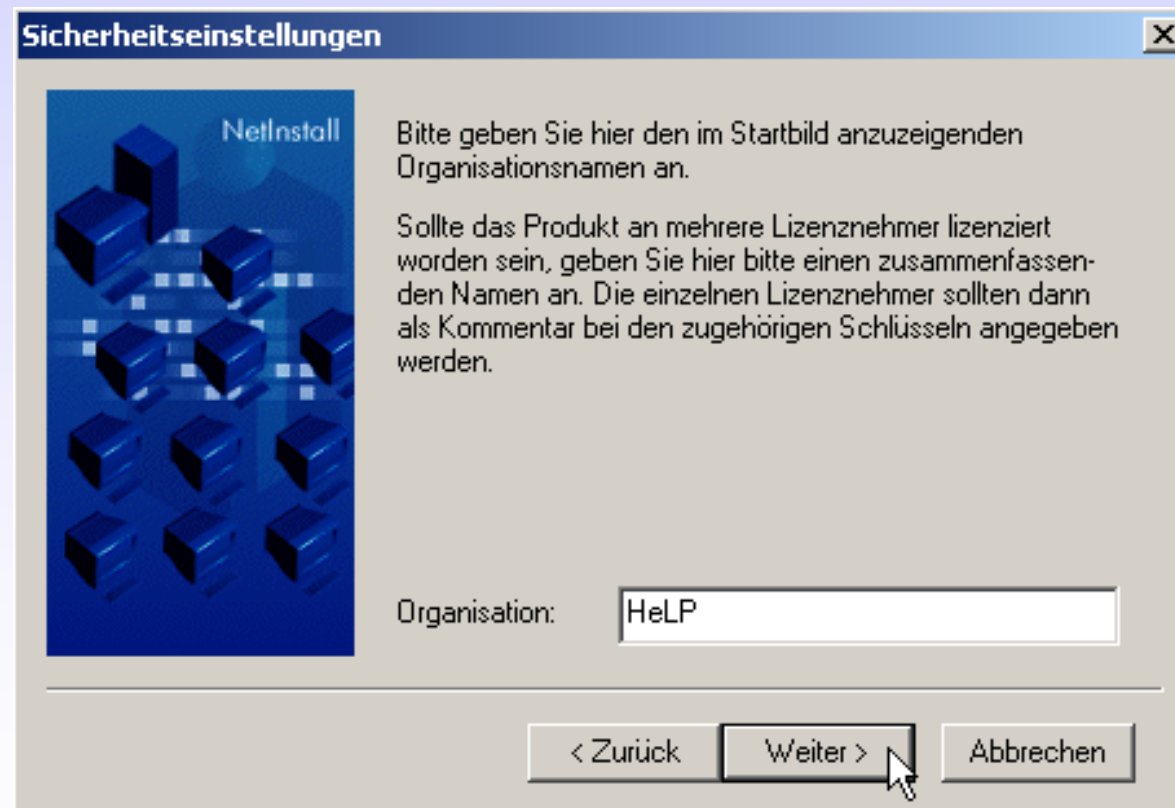 Sicherheitseinstellungen
NetInstall
Bitte geben Sie hier den im Startbild anzuzeigenden
Organisationsnamen an.
Sollte das Produkt an mehrere Lizenznehmer lizenziert
worden sein, geben Sie hier bitte einen zusammenfassen-
den Namen an. Die einzelnen Lizenznehmer sollten dann
als Kommentar bei den zugehörigen Schlüsseln angegeben
werden.
Organisation: HeLP
< Zurück Weiter > Abbrechen